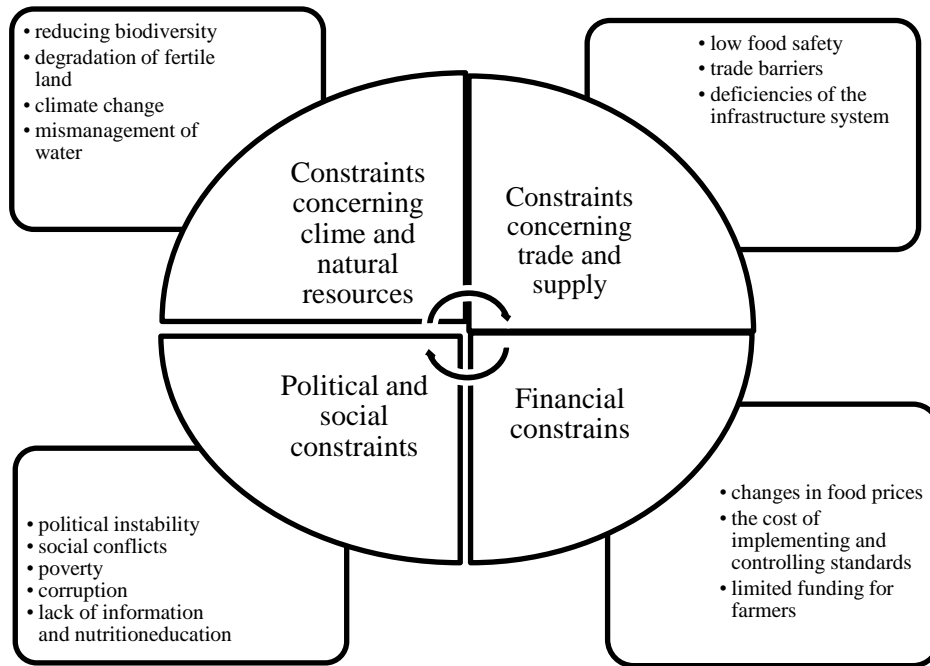 • reducing biodiversity
• degradation of fertile
land
• climate change
• mismanagement of
water
• low food safety
• trade barriers
• deficiencies of the
infrastructure system
Constraints
concerning
clime and
natural
resources
Constraints
concerning
trade and
supply
Political and
social
constraints
Financial
constrains
• political instability
• social conflicts
• poverty
• corruption
• lack of information
and nutritioneducation
• changes in food prices
• the cost of
implementing and
controlling standards
• limited funding for
farmers